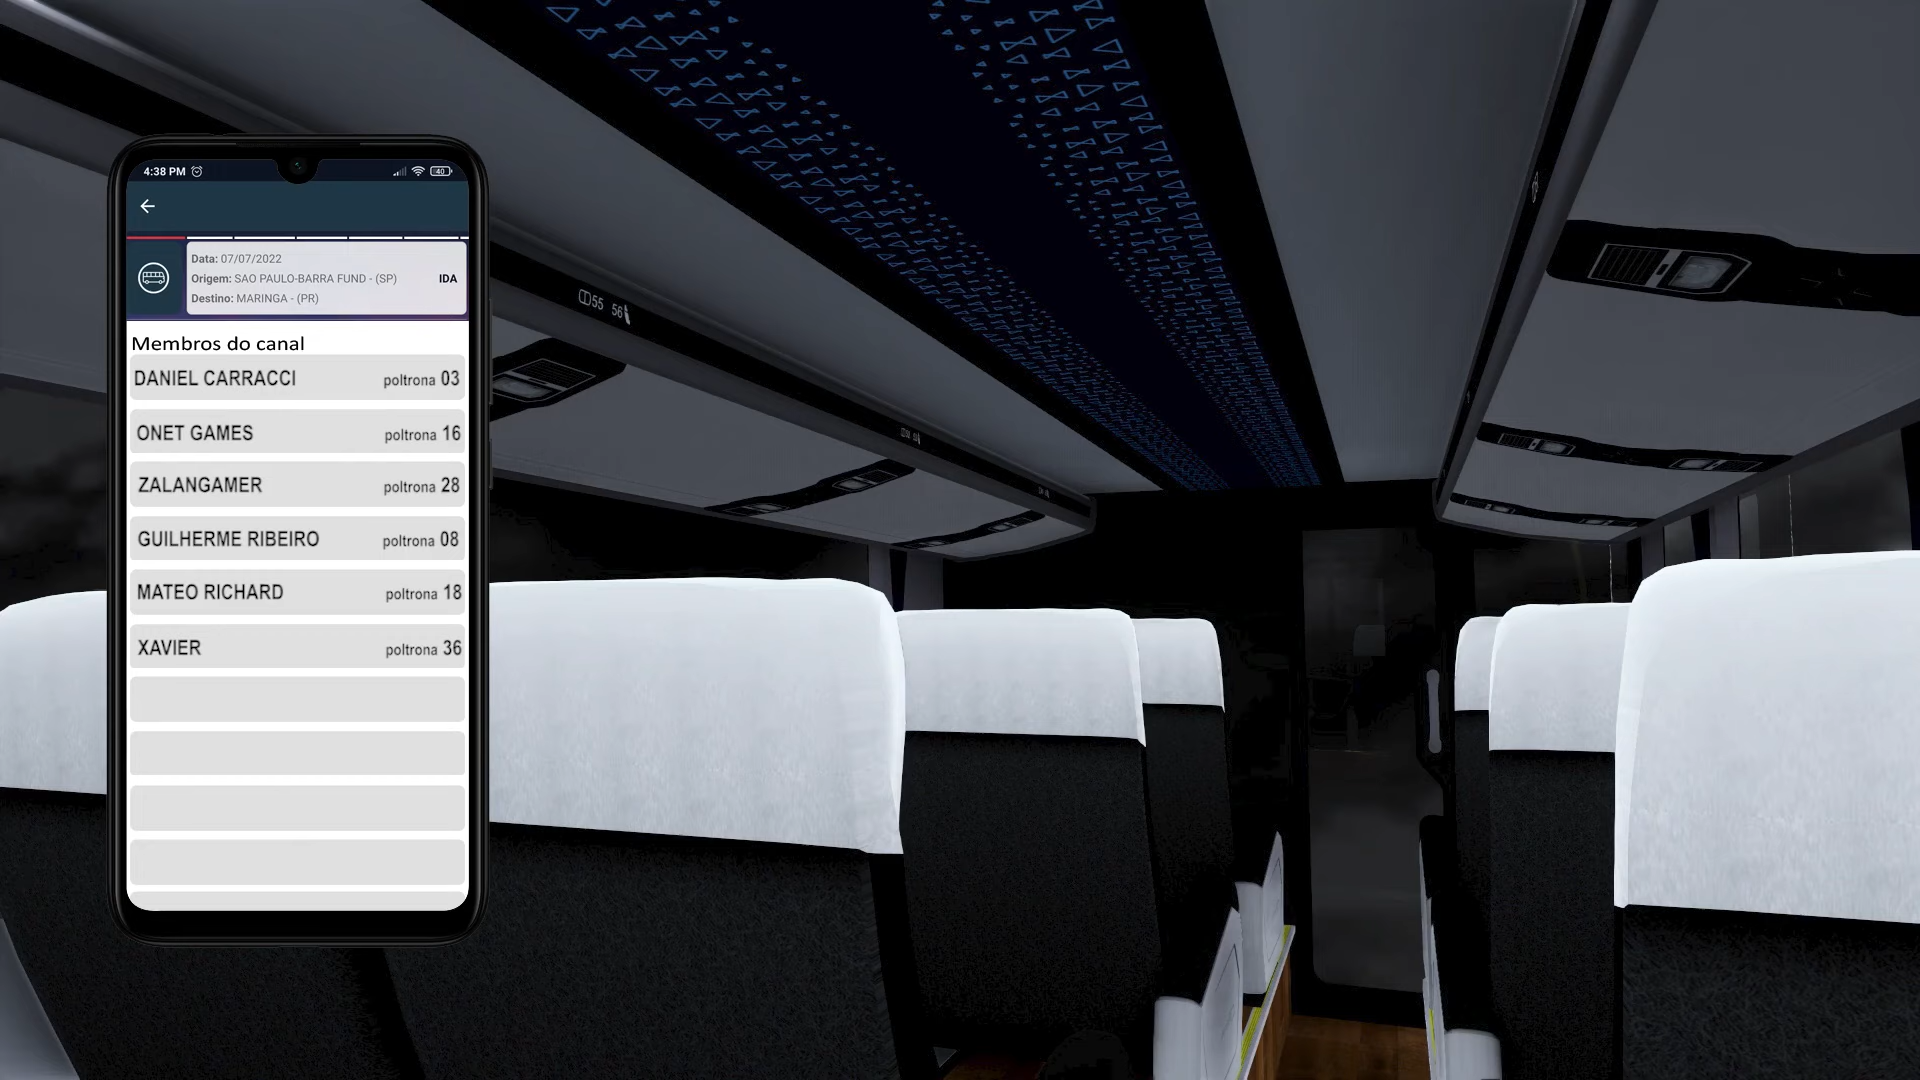 4:38 PM
40
Data: 07/07/2022
Origem: SAO PAULO-BARRA FUND - (SP)
IDA
Destino: MARINGA - (PR)
Membros do canal
DANIEL CARRACCI poltrona 03
ONET GAMES poltrona 16
ZALANGAMER poltrona 28
GUILHERME RIBEIRO poltrona 08
MATEO RICHARD poltrona 18
XAVIER poltrona 36
55 56